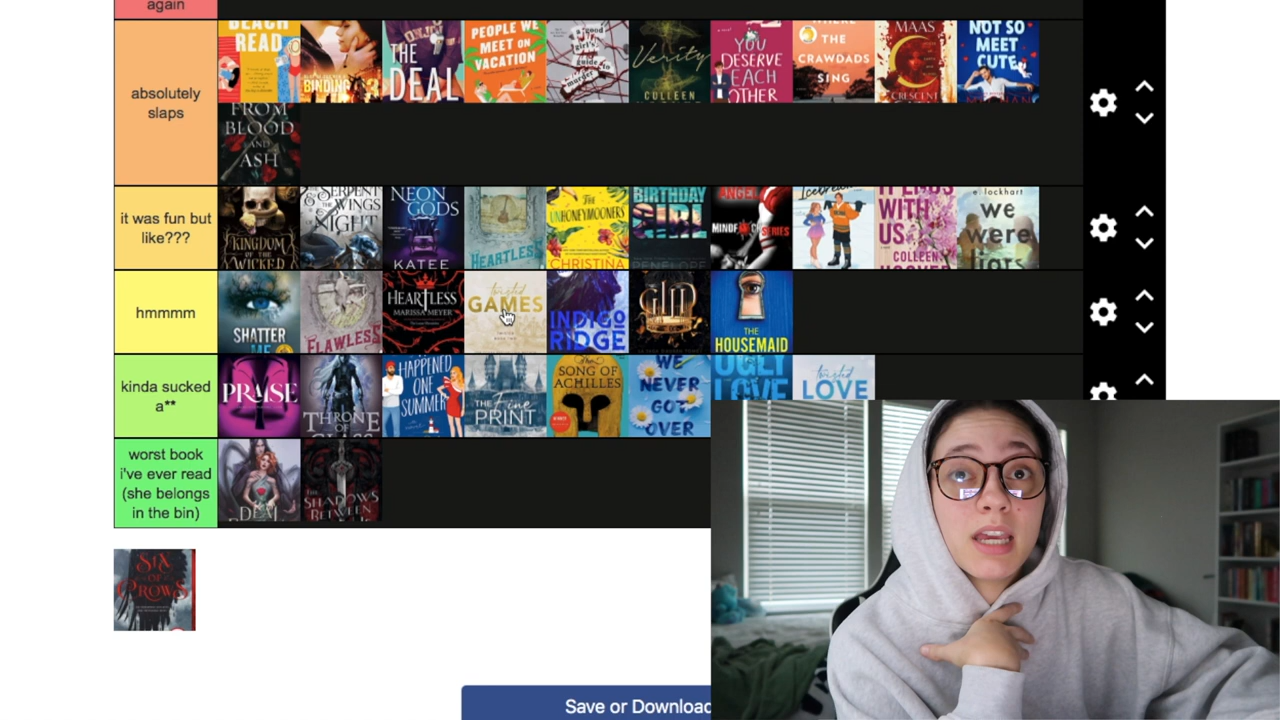 again
absolutely
slaps
BEACH
READ
BINDING
THE
DEAL
PEOPLE WE
MEET ON
VACATION
good
girl's
guide to
murder
Verity
COLLEEN
YOU
DESERVE
EACH
OTHER
WHERE
THE
CRAWDADS
SING
MAAS
CRESCENT
NOT SO
MEET
CUTE
FROM
BLOOD
AND
ASH
it was fun but
like???
KINGDOM
OF THE
WICKED
SERPENT
& THE
WINGS
of
NIGHT
NEON
GODS
KATEE
HEARTLESS
THE
UNHONEYMOONERS
CHRISTINA
BIRTHDAY
GIRL
PENELOPE
ANGEL
MINDF CK SERIES
Icebreaker
IT ENDS
WITH
US
COLLEEN
HOOVER
e. lockhart
we
were
liars
hmmmm
SHATTER
ME
FLAWLESS
HEARTLESS
MARISSA MEYER
twisted
GAMES
INDIGO
RIDGE
GILD
THE
HOUSEMAID
kinda sucked
a**
PRAISE
THRONE
OF
GLASS
HAPPENED
ONE
SUMMER
THE Fine
PRINT
THE
SONG OF
ACHILLES
WE
NEVER
GOT
OVER
UGLY
LOVE
twisted
LOVE
worst book
i've ever read
(she belongs
in the bin)
DEAL
THE
SHADOWS
BETWEEN
SIX
OF
CROWS
Save or Download